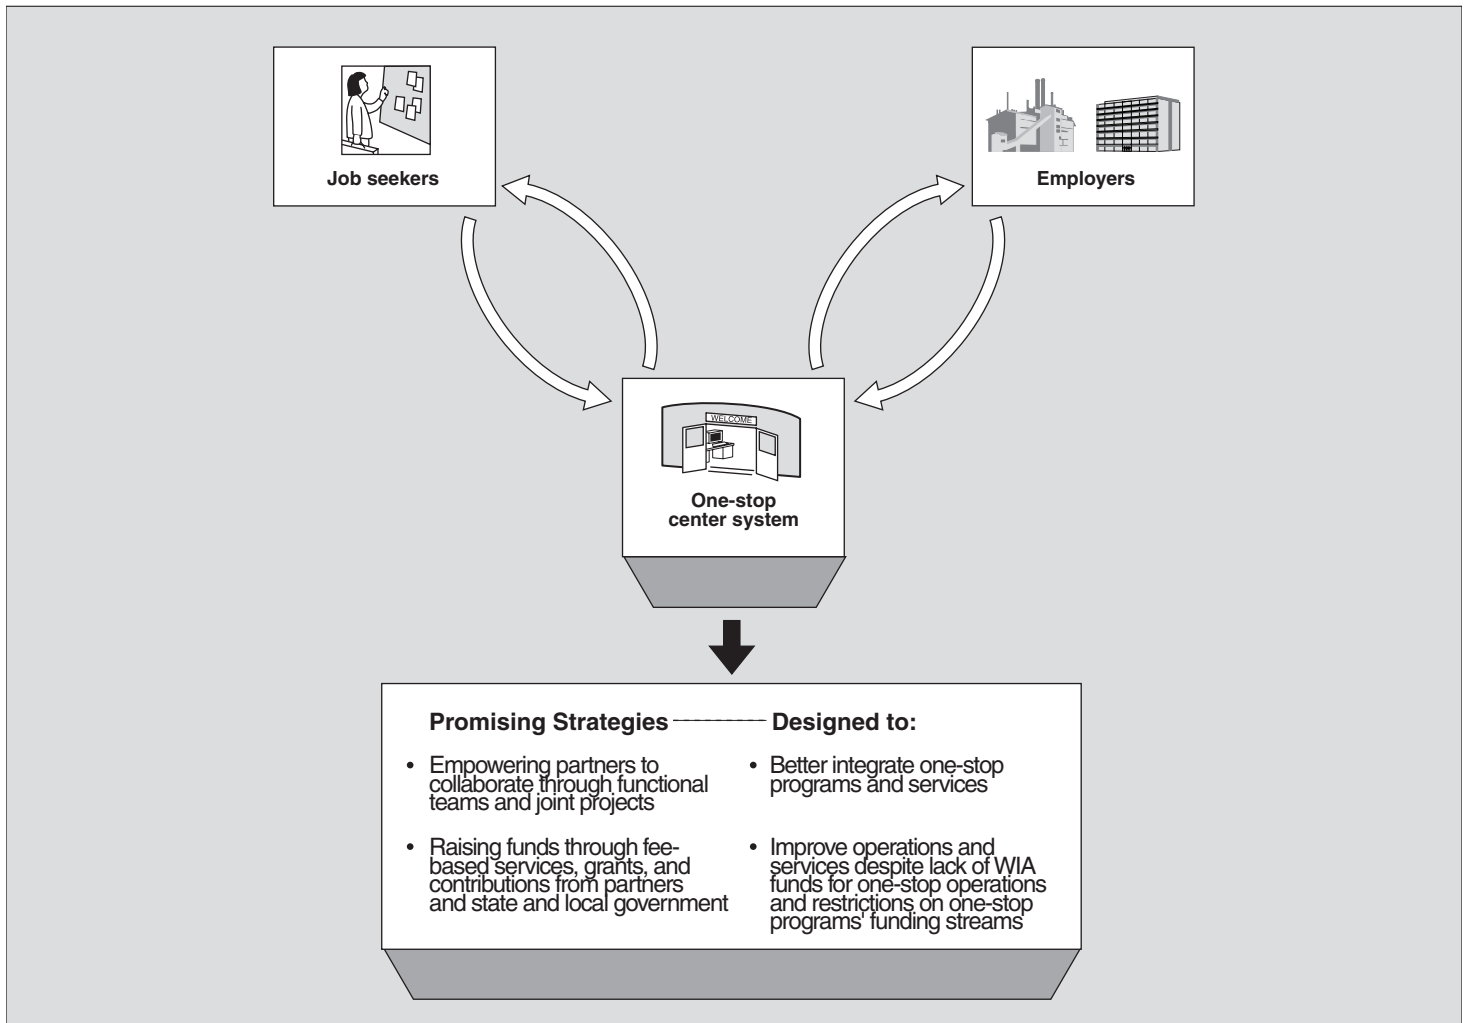 Job seekers
Employers
WELCOME
One-stop
center system
Promising Strategies
Designed to:
• Empowering partners to
collaborate through functional
teams and joint projects
• Better integrate one-stop
programs and services
• Raising funds through fee-
based services, grants, and
contributions from partners
and state and local government
• Improve operations and
services despite lack of WIA
funds for one-stop operations
and restrictions on one-stop
programs' funding streams